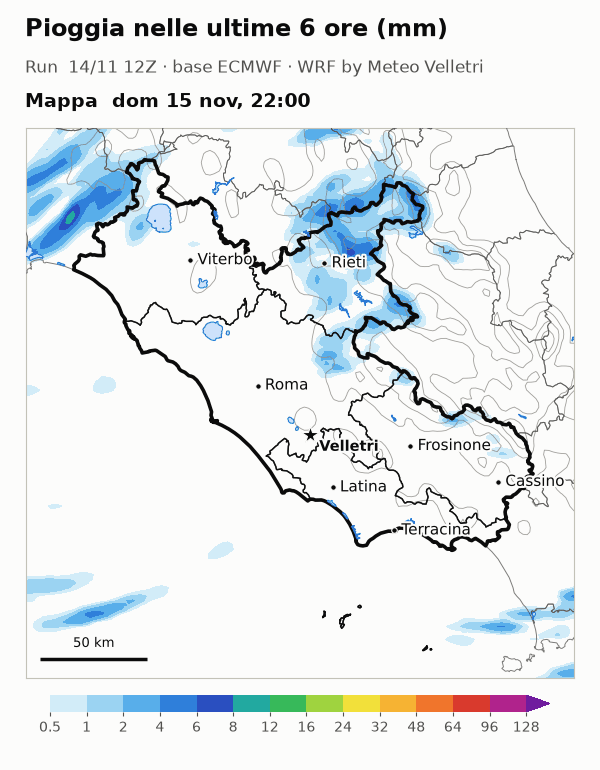 Pioggia nelle ultime 6 ore (mm)
Run  14/11 12Z · base ECMWF · WRF by Meteo Velletri
Mappa  dom 15 nov, 22:00
Viterbo
Rieti
Roma
Velletri
Frosinone
Latina
Cassino
Terracina
50 km
0.5 1 2 4 6 8 12 16 24 32 48 64 96 128